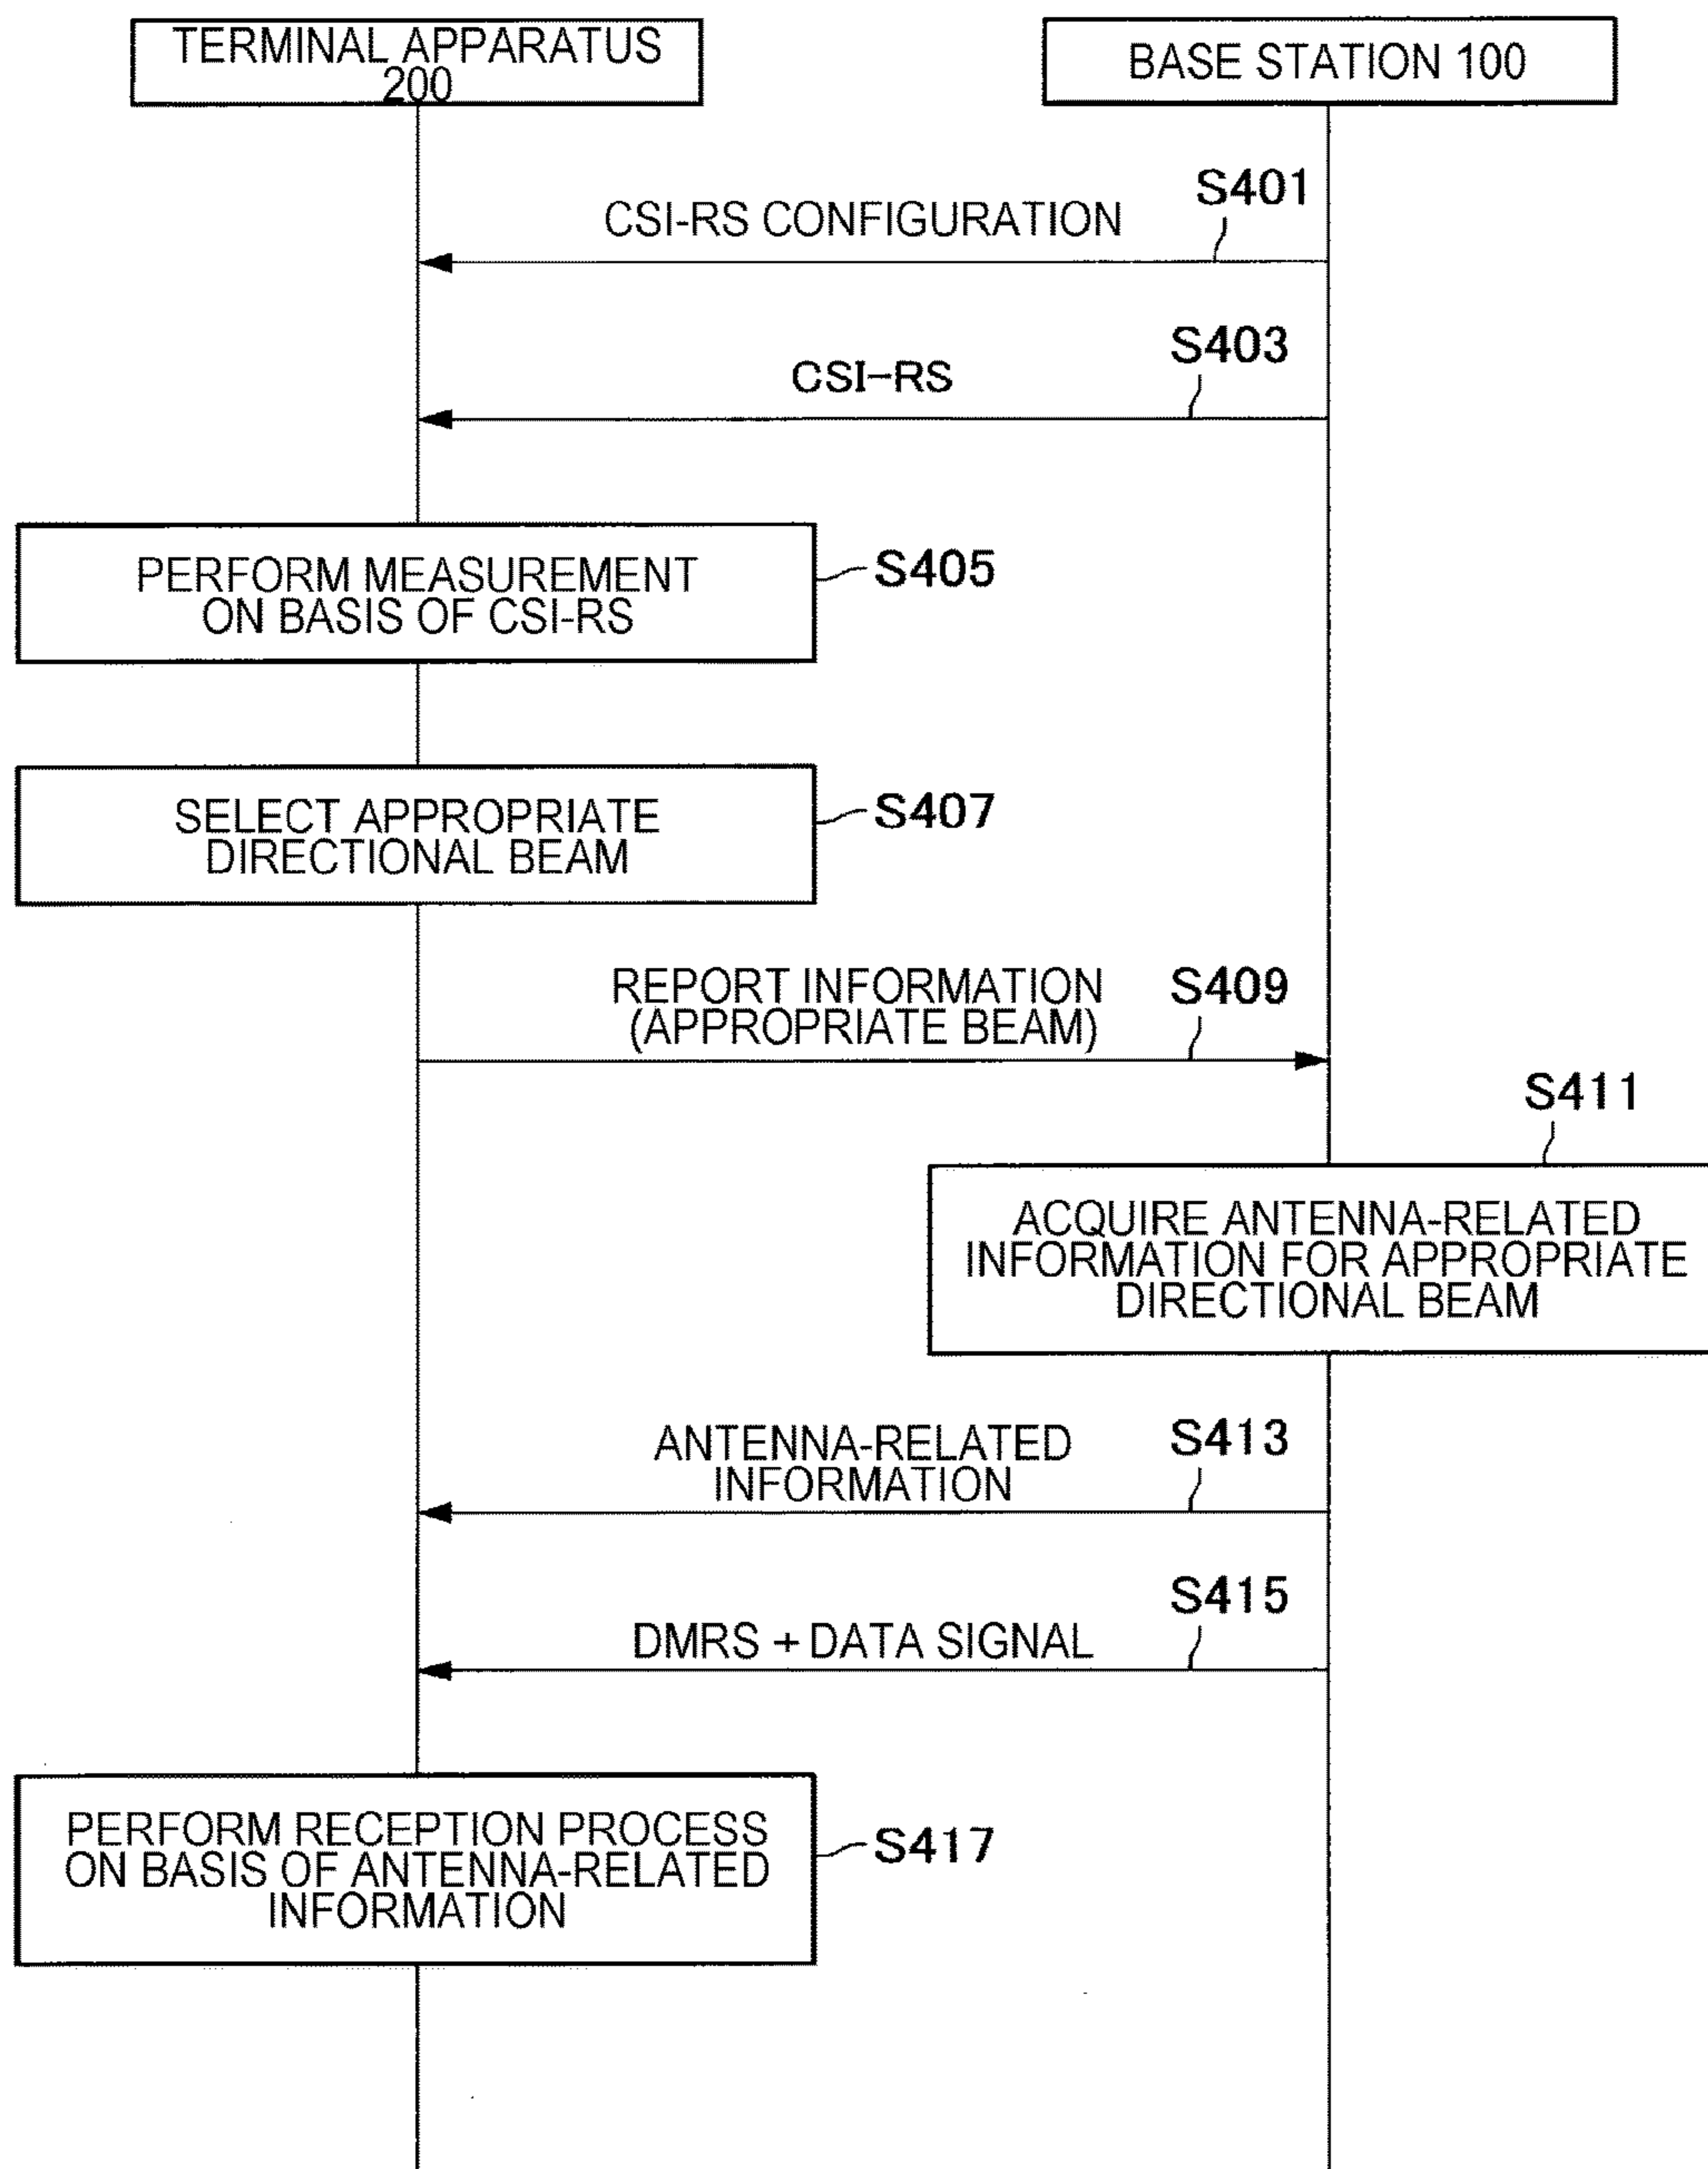 TERMINAL APPARATUS
200
BASE STATION 100
S401
CSI-RS CONFIGURATION
S403
CSI-RS
PERFORM MEASUREMENT
ON BASIS OF CSI-RS
S405
SELECT APPROPRIATE
DIRECTIONAL BEAM
S407
REPORT INFORMATION
(APPROPRIATE BEAM)
S409
S411
ACQUIRE ANTENNA-RELATED
INFORMATION FOR APPROPRIATE
DIRECTIONAL BEAM
ANTENNA-RELATED
INFORMATION
S413
S415
DMRS + DATA SIGNAL
PERFORM RECEPTION PROCESS
ON BASIS OF ANTENNA-RELATED
INFORMATION
S417